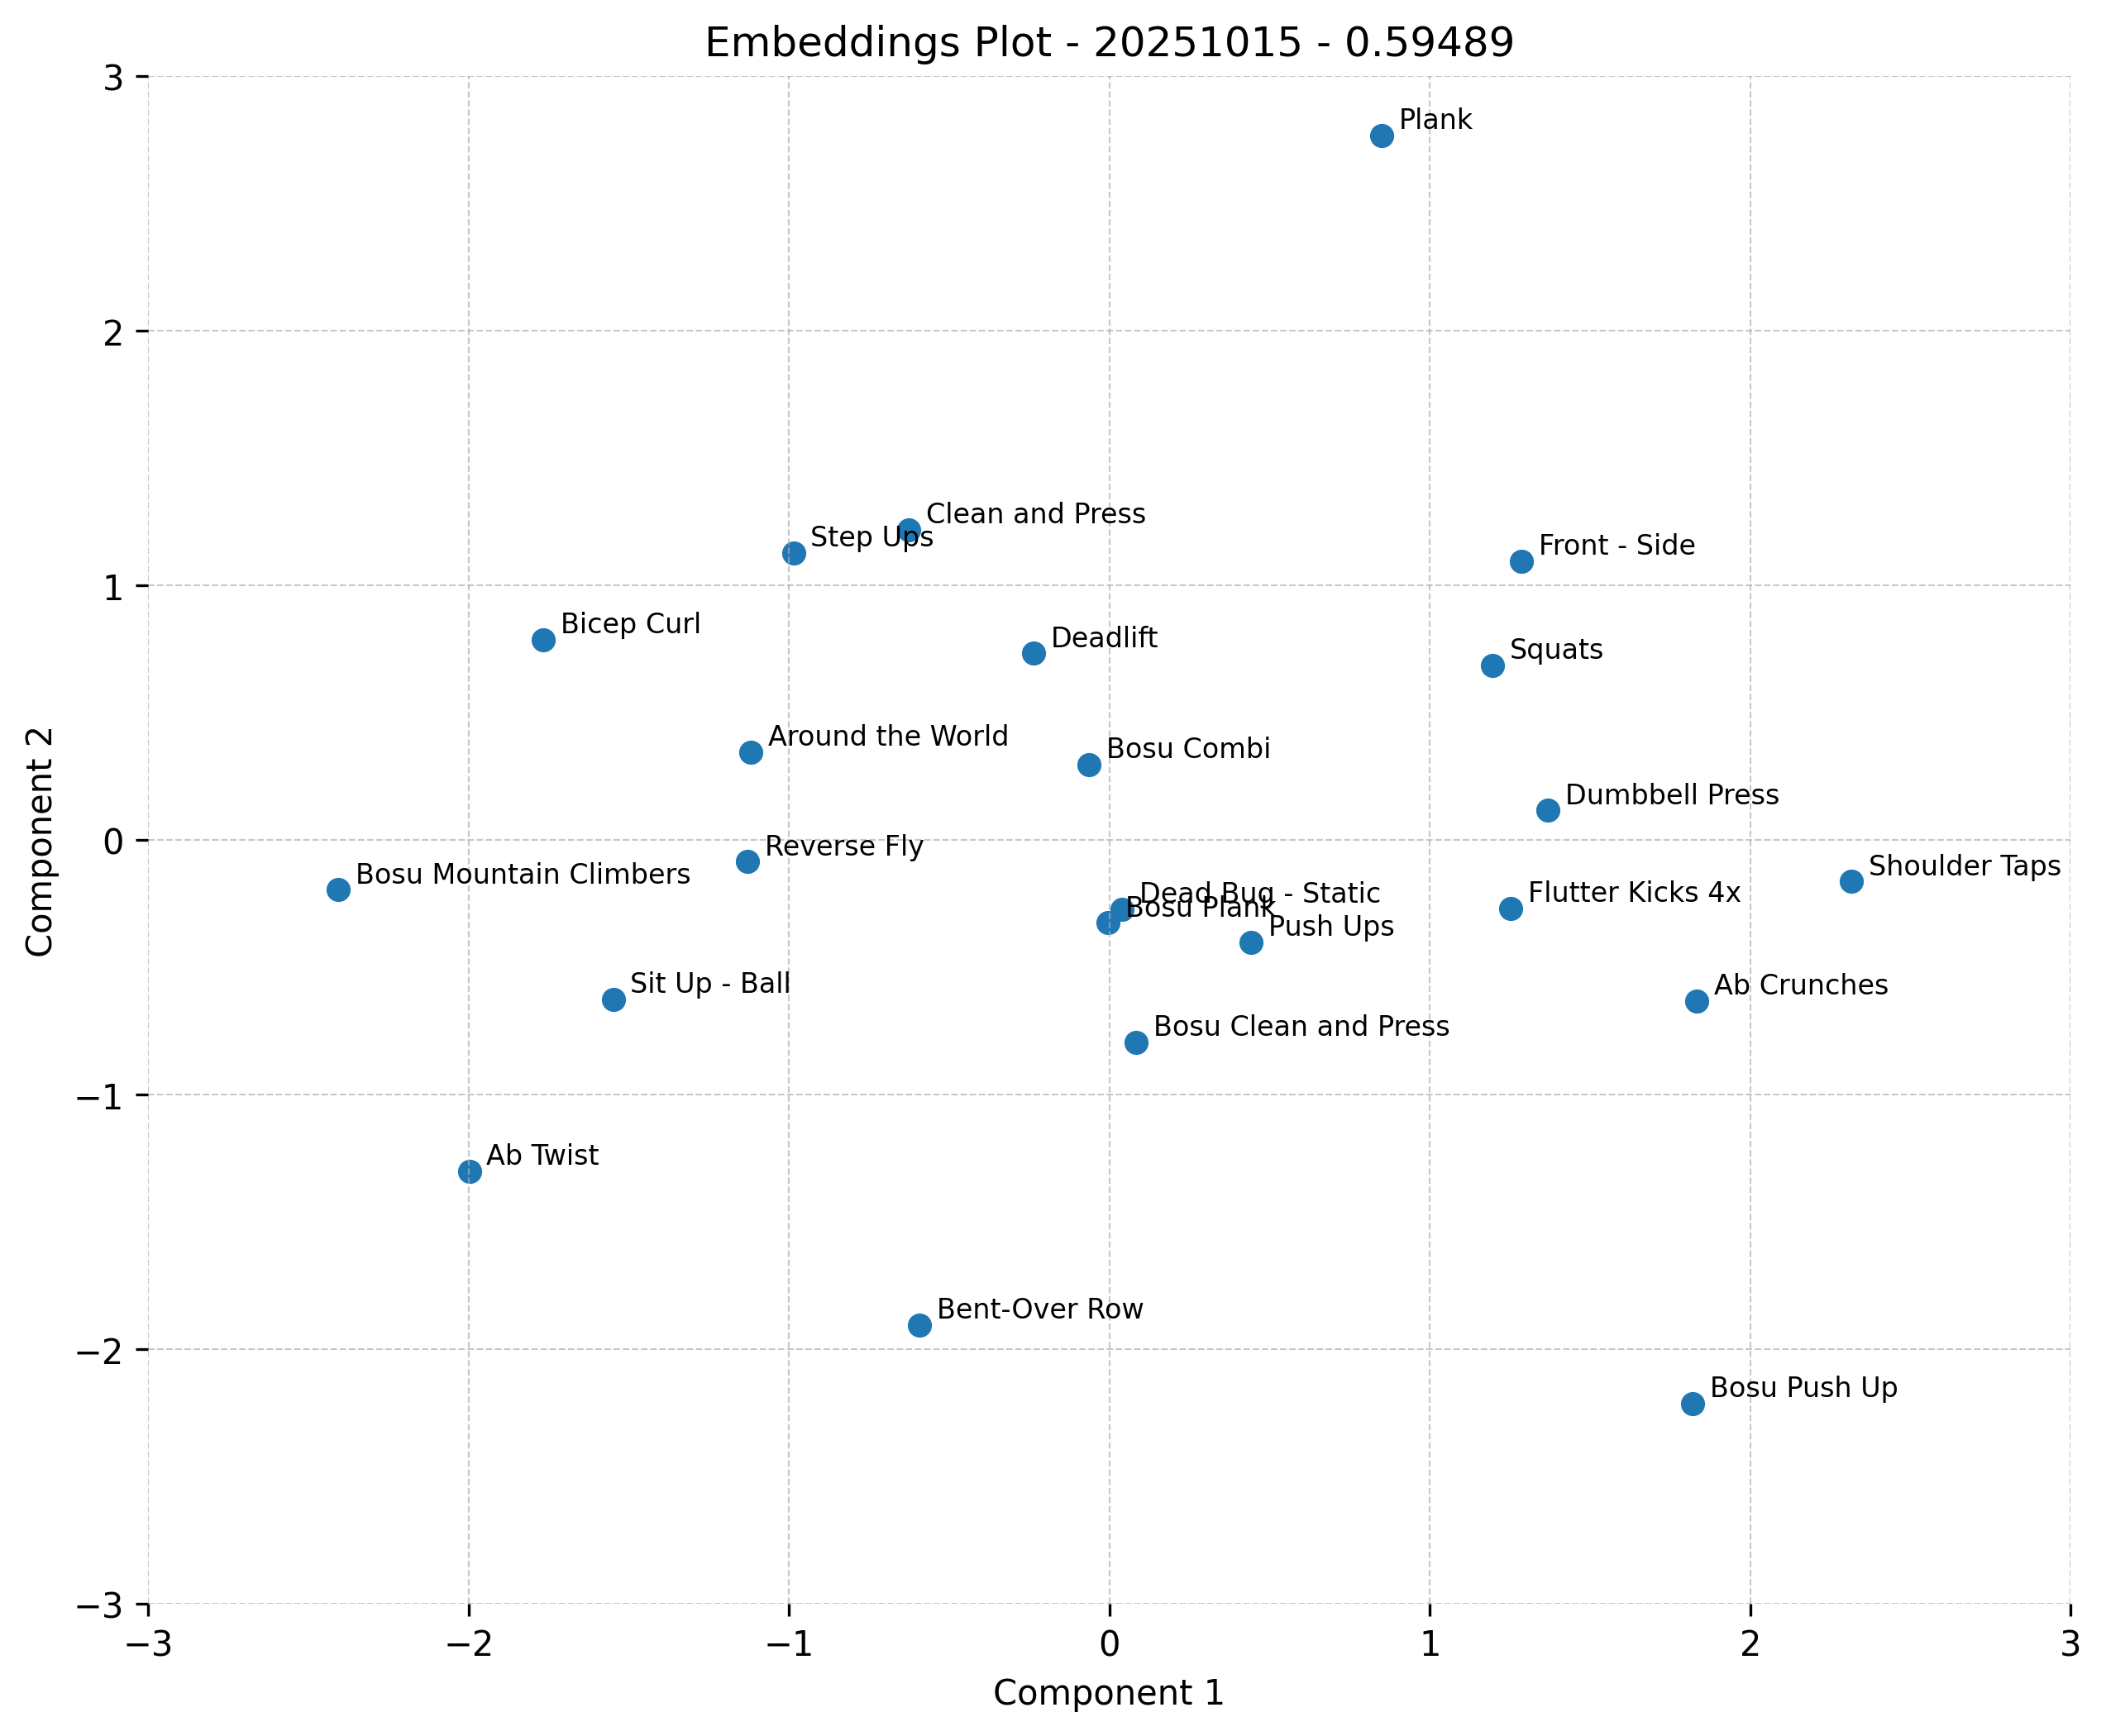 Embeddings Plot - 20251015 - 0.59489
3
Plank
2
Clean and Press
Step Ups
Front - Side
1
Bicep Curl
Deadlift
Squats
Around the World
Bosu Combi
Dumbbell Press
0
Reverse Fly
Bosu Mountain Climbers
Shoulder Taps
Dead Bug - Static
Flutter Kicks 4x
Bosu Plank
Push Ups
Sit Up - Ball
Ab Crunches
Bosu Clean and Press
−1
Ab Twist
Bent-Over Row
−2
Bosu Push Up
−3
Component 2
−3 −2 −1 0 1 2 3
Component 1